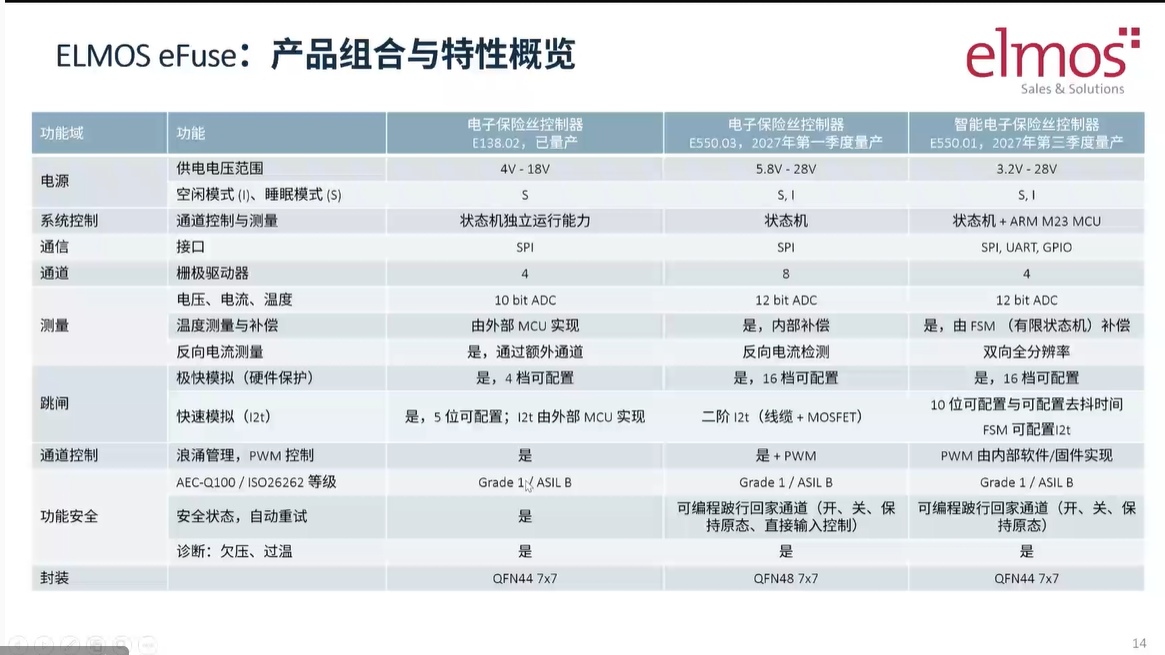 ELMOS eFuse：产品组合与特性概览
elmos
Sales & Solutions
功能域 功能 电子保险丝控制器 电子保险丝控制器 智能电子保险丝控制器
E138.02，已量产 E550.03，2027年第一季度量产 E550.01，2027年第三季度量产
电源 供电电压范围 4V - 18V 5.8V - 28V 3.2V - 28V
空闲模式 (I)、睡眠模式 (S) S S, I S, I
系统控制 通道控制与测量 状态机独立运行能力 状态机 状态机 + ARM M23 MCU
通信 接口 SPI SPI SPI, UART, GPIO
通道 栅极驱动器 4 8 4
测量 电压、电流、温度 10 bit ADC 12 bit ADC 12 bit ADC
温度测量与补偿 由外部 MCU 实现 是，内部补偿 是，由 FSM （有限状态机）补偿
反向电流测量 是，通过额外通道 反向电流检测 双向全分辨率
跳闸 极快模拟（硬件保护） 是，4 档可配置 是，16 档可配置 是，16 档可配置
快速模拟（I2t） 是，5 位可配置；I2t 由外部 MCU 实现 二阶 I2t（线缆 + MOSFET） 10 位可配置与可配置去抖时间
FSM 可配置I2t
通道控制 浪涌管理，PWM 控制 是 是 + PWM PWM 由内部软件/固件实现
功能安全 AEC-Q100 / ISO26262 等级 Grade 1 / ASIL B Grade 1 / ASIL B Grade 1 / ASIL B
安全状态，自动重试 是 可编程跛行回家通道（开、关、保 可编程跛行回家通道（开、关、保
持原态、直接输入控制） 持原态）
诊断：欠压、过温 是 是 是
封装 QFN44 7x7 QFN48 7x7 QFN44 7x7
14